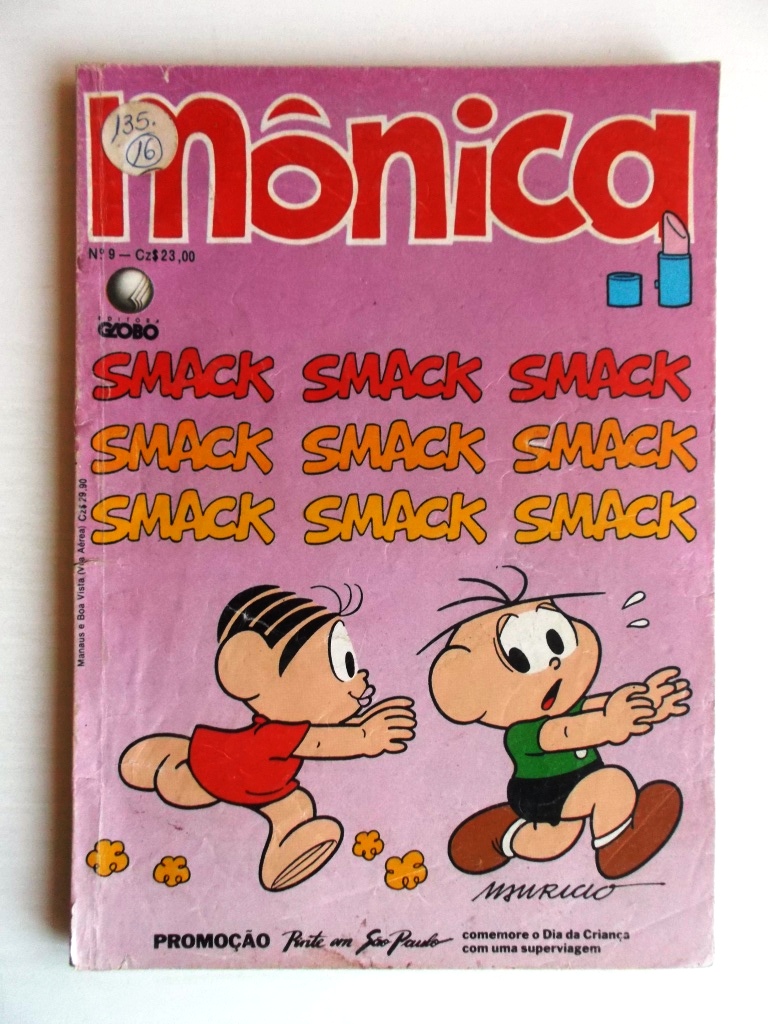 135.
16
mônica
Nº 9 — Cz$ 23,00
EDITORA
GLOBO
SMACK SMACK SMACK
SMACK SMACK SMACK
SMACK SMACK SMACK
Manaus e Boa Vista (Via Aérea) Cz$ 29,90
MAURICIO
PROMOÇÃO Pinte em São Paulo comemore o Dia da Criança
com uma superviagem